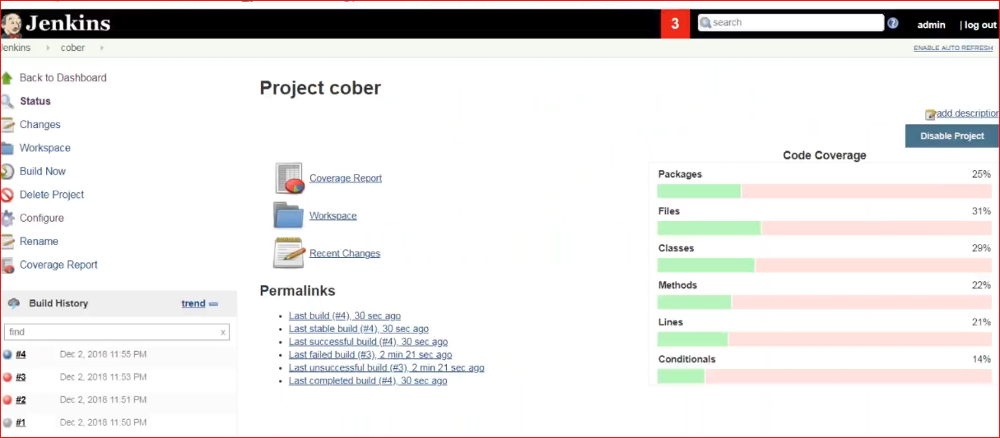 Jenkins
3
search
admin
| log out
Jenkins
cober
ENABLE AUTO REFRESH
Back to Dashboard
Status
Changes
Workspace
Build Now
Delete Project
Configure
Rename
Coverage Report
Build History
trend
find
x
#4 Dec 2, 2018 11:55 PM
#3 Dec 2, 2018 11:53 PM
#2 Dec 2, 2018 11:51 PM
#1 Dec 2, 2018 11:50 PM
Project cober
add description
Disable Project
Coverage Report
Workspace
Recent Changes
Permalinks
Last build (#4), 30 sec ago
Last stable build (#4), 30 sec ago
Last successful build (#4), 30 sec ago
Last failed build (#3), 2 min 21 sec ago
Last unsuccessful build (#3), 2 min 21 sec ago
Last completed build (#4), 30 sec ago
Code Coverage
Packages 25%
Files 31%
Classes 29%
Methods 22%
Lines 21%
Conditionals 14%